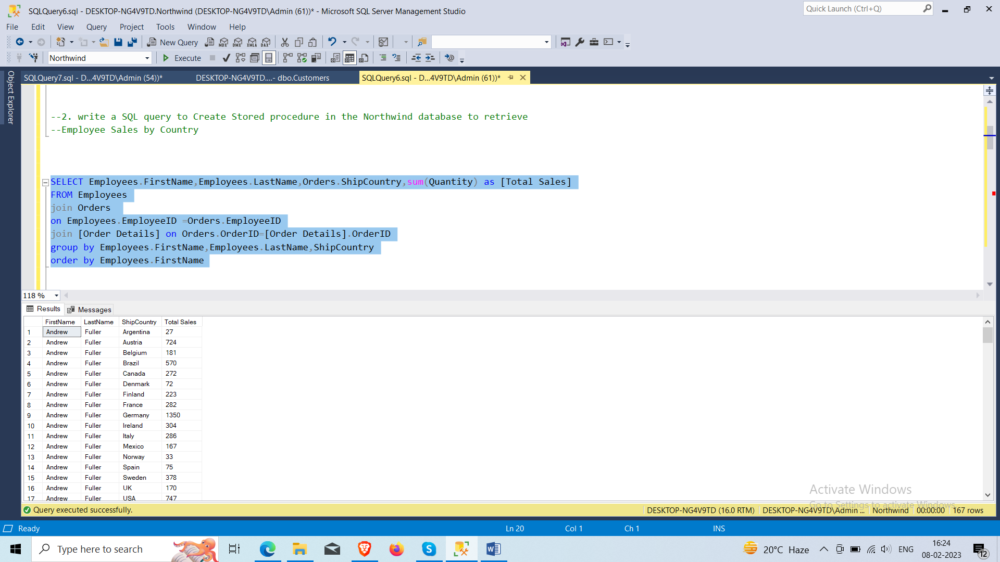 SQLQuery6.sql - DESKTOP-NG4V9TD.Northwind (DESKTOP-NG4V9TD\Admin (61))* - Microsoft SQL Server Management Studio
Quick Launch (Ctrl+Q)
File Edit View Query Project Tools Window Help
New Query MDX DMX XMLA DAX
Northwind Execute
Object Explorer
SQLQuery7.sql - D...4V9TD\Admin (54))* DESKTOP-NG4V9TD....- dbo.Customers SQLQuery6.sql - D...4V9TD\Admin (61))*
--2. write a SQL query to Create Stored procedure in the Northwind database to retrieve
--Employee Sales by Country
SELECT Employees.FirstName,Employees.LastName,Orders.ShipCountry,sum(Quantity) as [Total Sales]
FROM Employees
join Orders
on Employees.EmployeeID =Orders.EmployeeID
join [Order Details] on Orders.OrderID=[Order Details].OrderID
group by Employees.FirstName,Employees.LastName,ShipCountry
order by Employees.FirstName
118 %
Results Messages
FirstName LastName ShipCountry Total Sales
1 Andrew Fuller Argentina 27
2 Andrew Fuller Austria 724
3 Andrew Fuller Belgium 181
4 Andrew Fuller Brazil 570
5 Andrew Fuller Canada 272
6 Andrew Fuller Denmark 72
7 Andrew Fuller Finland 223
8 Andrew Fuller France 282
9 Andrew Fuller Germany 1350
10 Andrew Fuller Ireland 304
11 Andrew Fuller Italy 286
12 Andrew Fuller Mexico 167
13 Andrew Fuller Norway 33
14 Andrew Fuller Spain 75
15 Andrew Fuller Sweden 378
16 Andrew Fuller UK 170
17 Andrew Fuller USA 747
Activate Windows
Go to Settings to activate Windows.
Query executed successfully. DESKTOP-NG4V9TD (16.0 RTM) DESKTOP-NG4V9TD\Admin ... Northwind 00:00:00 167 rows
Ready Ln 20 Col 1 Ch 1 INS
Type here to search
20°C Haze ENG 16:24
08-02-2023
12